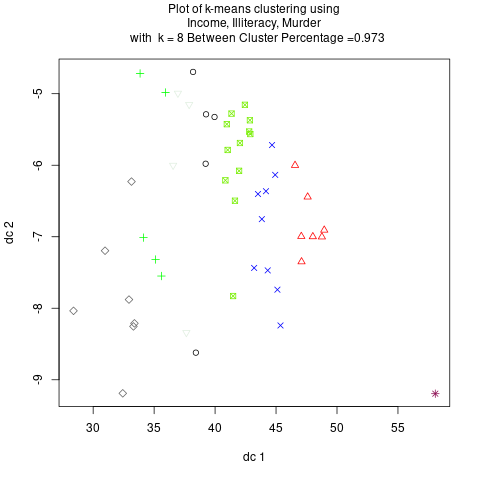 Plot of k-means clustering using
Income, Illiteracy, Murder
with k = 8 Between Cluster Percentage =0.973
dc 2
-5
-6
-7
-8
-9
30 35 40 45 50 55
dc 1